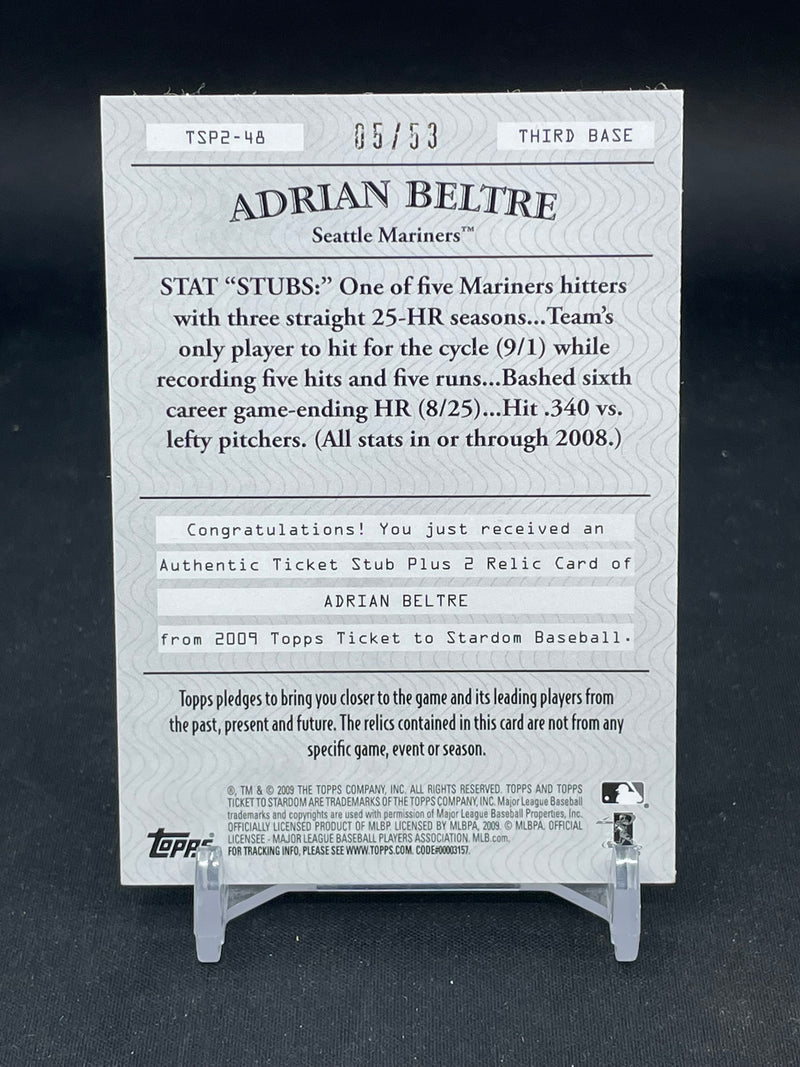 TSP2-48 05/53 THIRD BASE
ADRIAN BELTRE
Seattle Mariners™
STAT “STUBS:” One of five Mariners hitters
with three straight 25-HR seasons...Team’s
only player to hit for the cycle (9/1) while
recording five hits and five runs...Bashed sixth
career game-ending HR (8/25)...Hit .340 vs.
lefty pitchers. (All stats in or through 2008.)
Congratulations! You just received an
Authentic Ticket Stub Plus 2 Relic Card of
ADRIAN BELTRE
from 2009 Topps Ticket to Stardom Baseball.
Topps pledges to bring you closer to the game and its leading players from
the past, present and future. The relics contained in this card are not from any
specific game, event or season.
®, TM & © 2009 THE TOPPS COMPANY, INC. ALL RIGHTS RESERVED. TOPPS AND TOPPS
TICKET TO STARDOM ARE TRADEMARKS OF THE TOPPS COMPANY, INC. Major League Baseball
trademarks and copyrights are used with permission of Major League Baseball Properties, Inc.
OFFICIALLY LICENSED PRODUCT OF MLBP. LICENSED BY MLBPA, 2009. © MLBPA. OFFICIAL
LICENSEE - MAJOR LEAGUE BASEBALL PLAYERS ASSOCIATION. MLB.com.
FOR TRACKING INFO, PLEASE SEE WWW.TOPPS.COM. CODE#00003157.
Topps